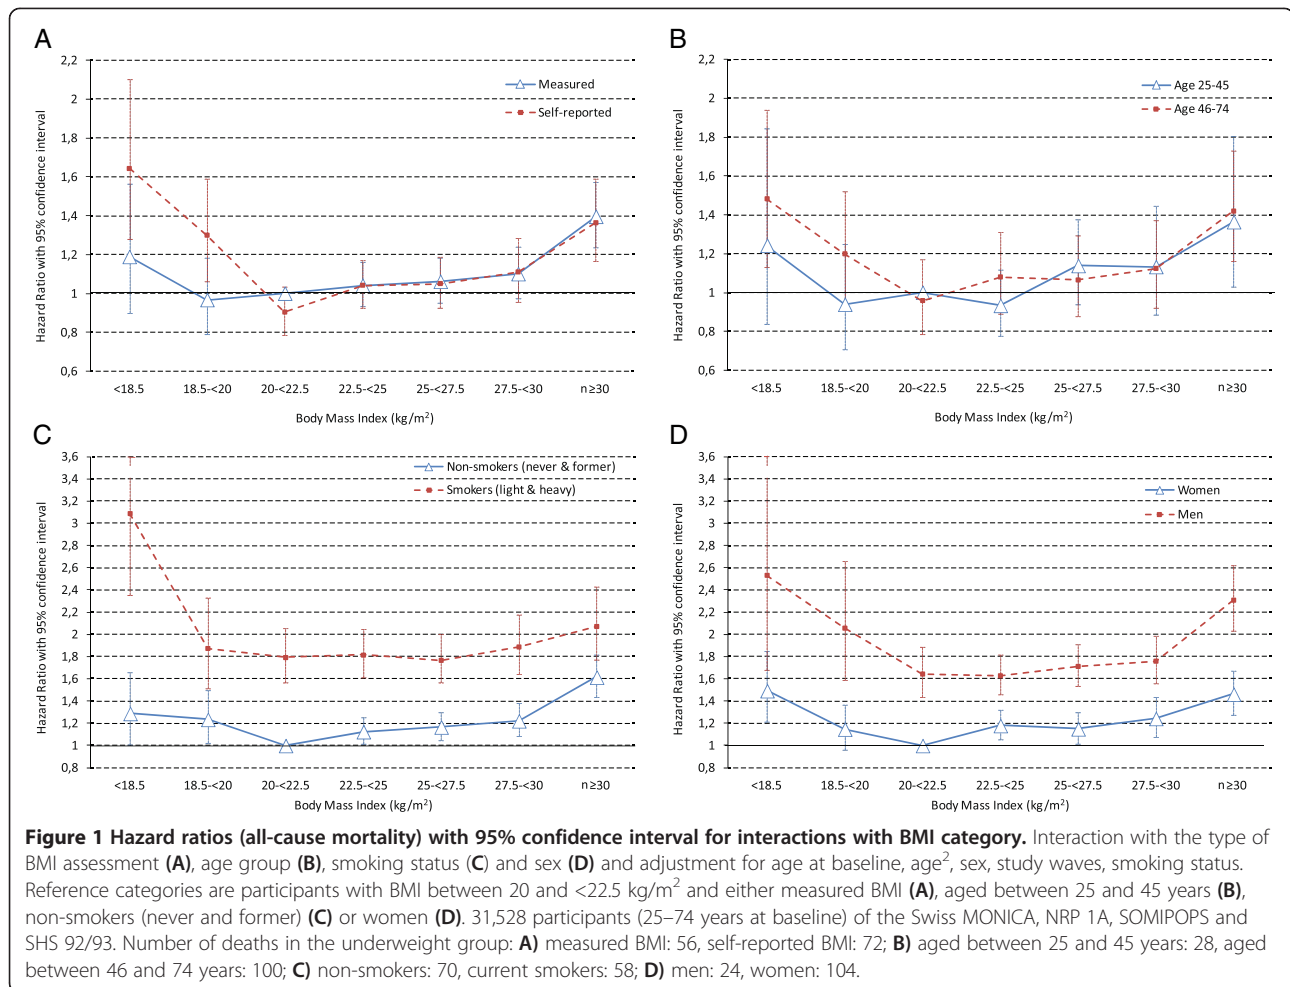 A
2,2
2
1,8
1,6
1,4
1,2
1
0,8
0,6
Hazard Ratio with 95% confidence interval
Measured
Self-reported
<18.5 18.5-<20 20-<22.5 22.5-<25 25-<27.5 27.5-<30 n≥30
Body Mass Index (kg/m²)
B
2,2
2
1,8
1,6
1,4
1,2
1
0,8
0,6
Hazard Ratio with 95% confidence interval
Age 25-45
Age 46-74
<18.5 18.5-<20 20-<22.5 22.5-<25 25-<27.5 27.5-<30 n≥30
Body Mass Index (kg/m²)
C
3,6
3,4
3,2
3
2,8
2,6
2,4
2,2
2
1,8
1,6
1,4
1,2
1
0,8
Hazard Ratio with 95% confidence interval
Non-smokers (never & former)
Smokers (light & heavy)
<18.5 18.5-<20 20-<22.5 22.5-<25 25-<27.5 27.5-<30 n≥30
Body Mass Index (kg/m²)
D
3,6
3,4
3,2
3
2,8
2,6
2,4
2,2
2
1,8
1,6
1,4
1,2
1
0,8
Hazard Ratio with 95% confidence interval
Women
Men
<18.5 18.5-<20 20-<22.5 22.5-<25 25-<27.5 27.5-<30 n≥30
Body Mass Index (kg/m²)
Figure 1 Hazard ratios (all-cause mortality) with 95% confidence interval for interactions with BMI category. Interaction with the type of
BMI assessment (A), age group (B), smoking status (C) and sex (D) and adjustment for age at baseline, age², sex, study waves, smoking status.
Reference categories are participants with BMI between 20 and <22.5 kg/m² and either measured BMI (A), aged between 25 and 45 years (B),
non-smokers (never and former) (C) or women (D). 31,528 participants (25–74 years at baseline) of the Swiss MONICA, NRP 1A, SOMIPOPS and
SHS 92/93. Number of deaths in the underweight group: A) measured BMI: 56, self-reported BMI: 72; B) aged between 25 and 45 years: 28, aged
between 46 and 74 years: 100; C) non-smokers: 70, current smokers: 58; D) men: 24, women: 104.